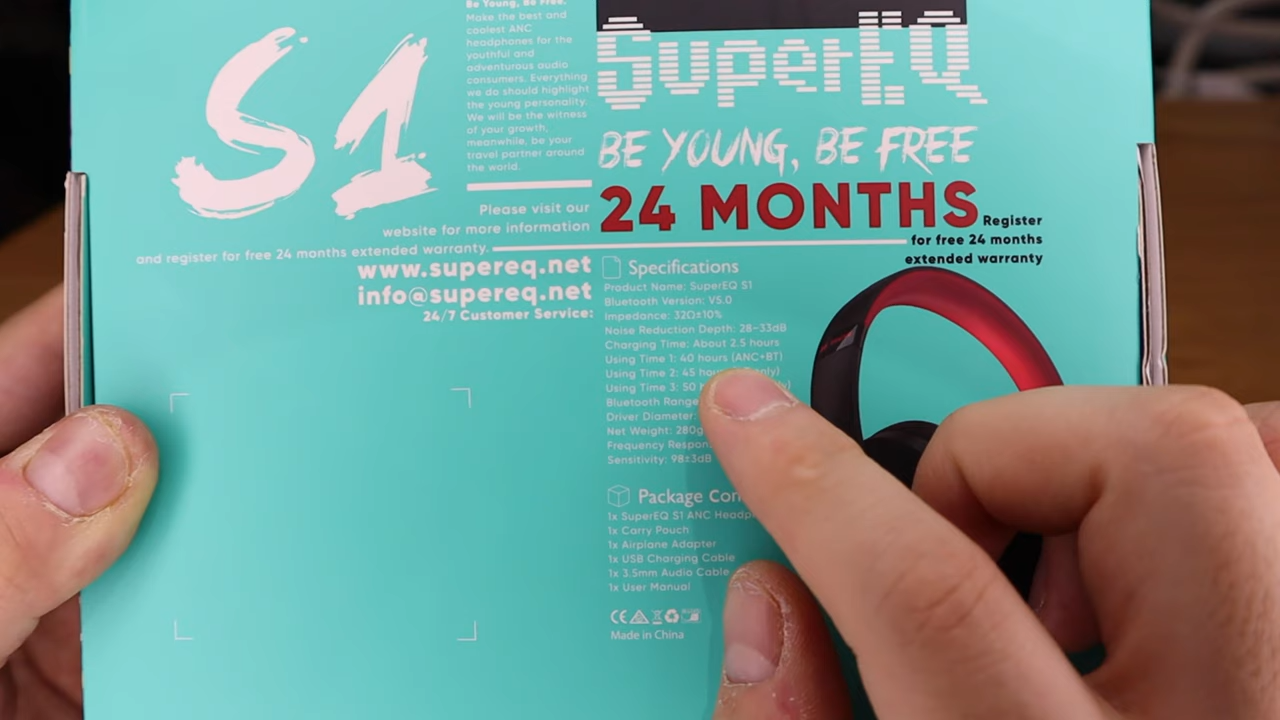 S1
Be Young, Be Free.
Make the best and
coolest ANC
headphones for the
youthful and
adventurous audio
consumers. Everything
we do should highlight
the young personality.
We will be the witness
of your growth,
meanwhile, be your
travel partner around
the world.
Please visit our
website for more information
and register for free 24 months extended warranty.
www.supereq.net
info@supereq.net
24/7 Customer Service:
SuperEQ
BE YOUNG, BE FREE
24 MONTHS
Register
for free 24 months
extended warranty
Specifications
Product Name: SuperEQ S1
Bluetooth Version: V5.0
Impedance: 32Ω±10%
Noise Reduction Depth: 28-33dB
Charging Time: About 2.5 hours
Using Time 1: 40 hours (ANC+BT)
Using Time 2: 45 only)
Using Time 3: 50
Bluetooth Range
Driver Diameter:
Net Weight: 280g
Frequency
Sensitivity: 98±3dB
Package
1x SuperEQ S1 ANC
1x Carry Pouch
1x Airplane Adapter
1x USB Charging Cable
1x 3.5mm Audio Cable
1x User Manual
CE
Made in China